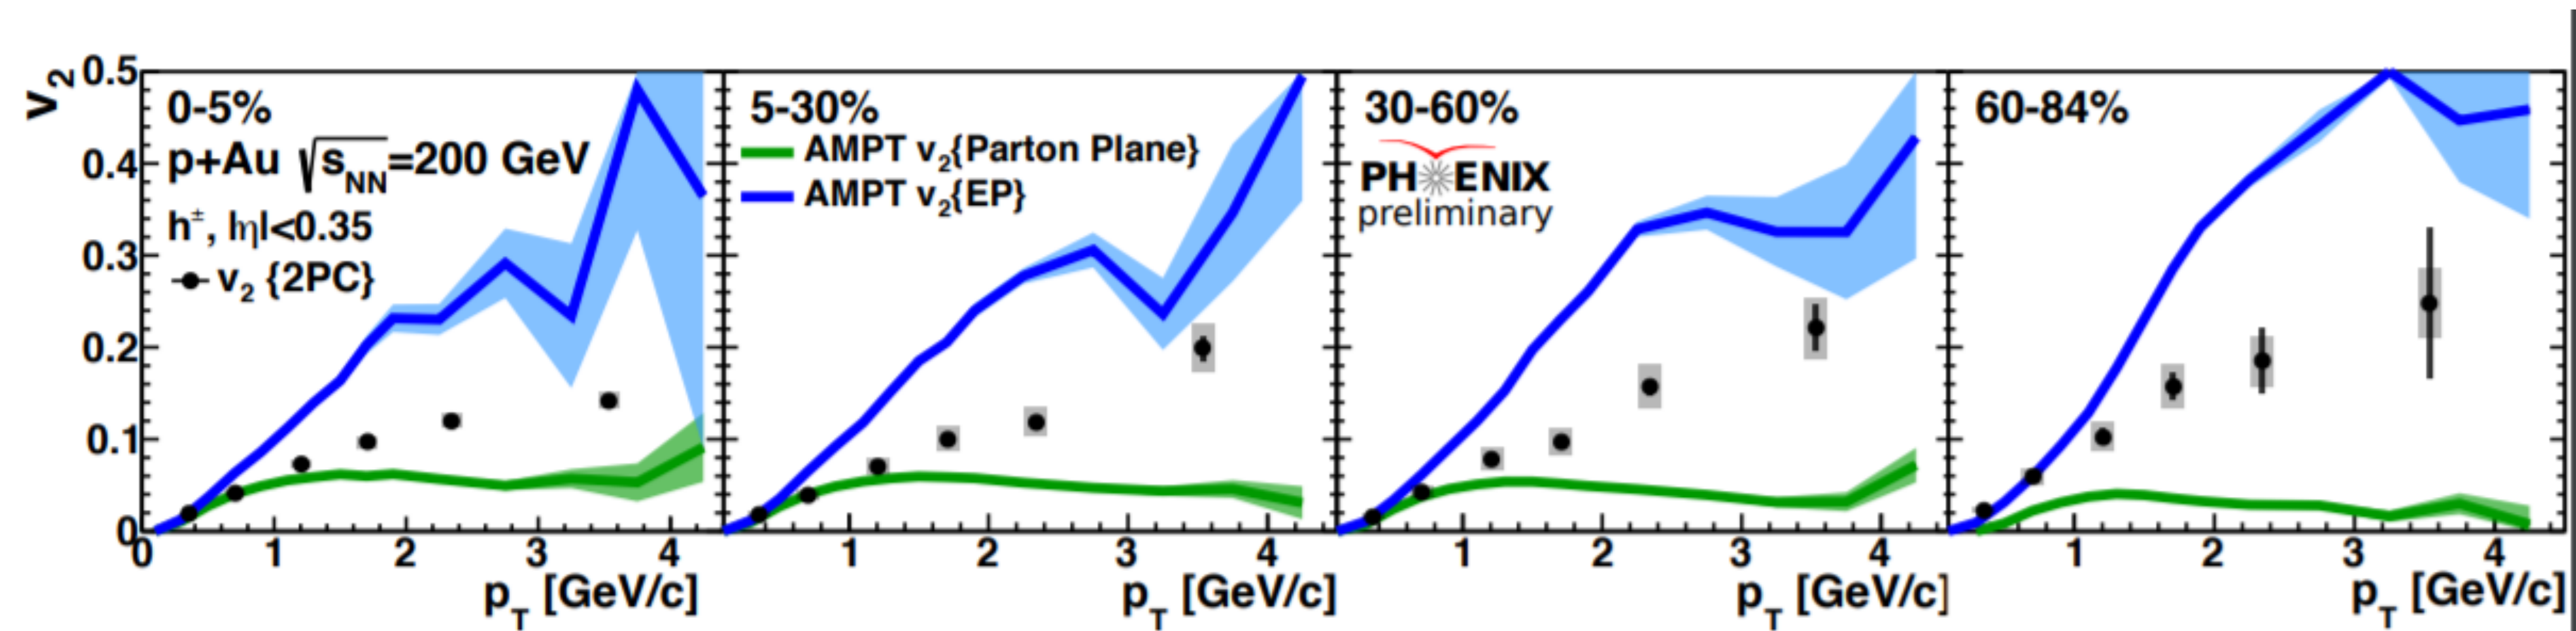 v₂
0.5
0.4
0.3
0.2
0.1
0
0-5%
p+Au √sNN=200 GeV
h±, |η|<0.35
v₂ {2PC}
0 1 2 3 4
pT [GeV/c]
5-30%
AMPT v₂{Parton Plane}
AMPT v₂{EP}
1 2 3 4
pT [GeV/c]
30-60%
PHENIX
preliminary
1 2 3 4
pT [GeV/c]
60-84%
1 2 3 4
pT [GeV/c]